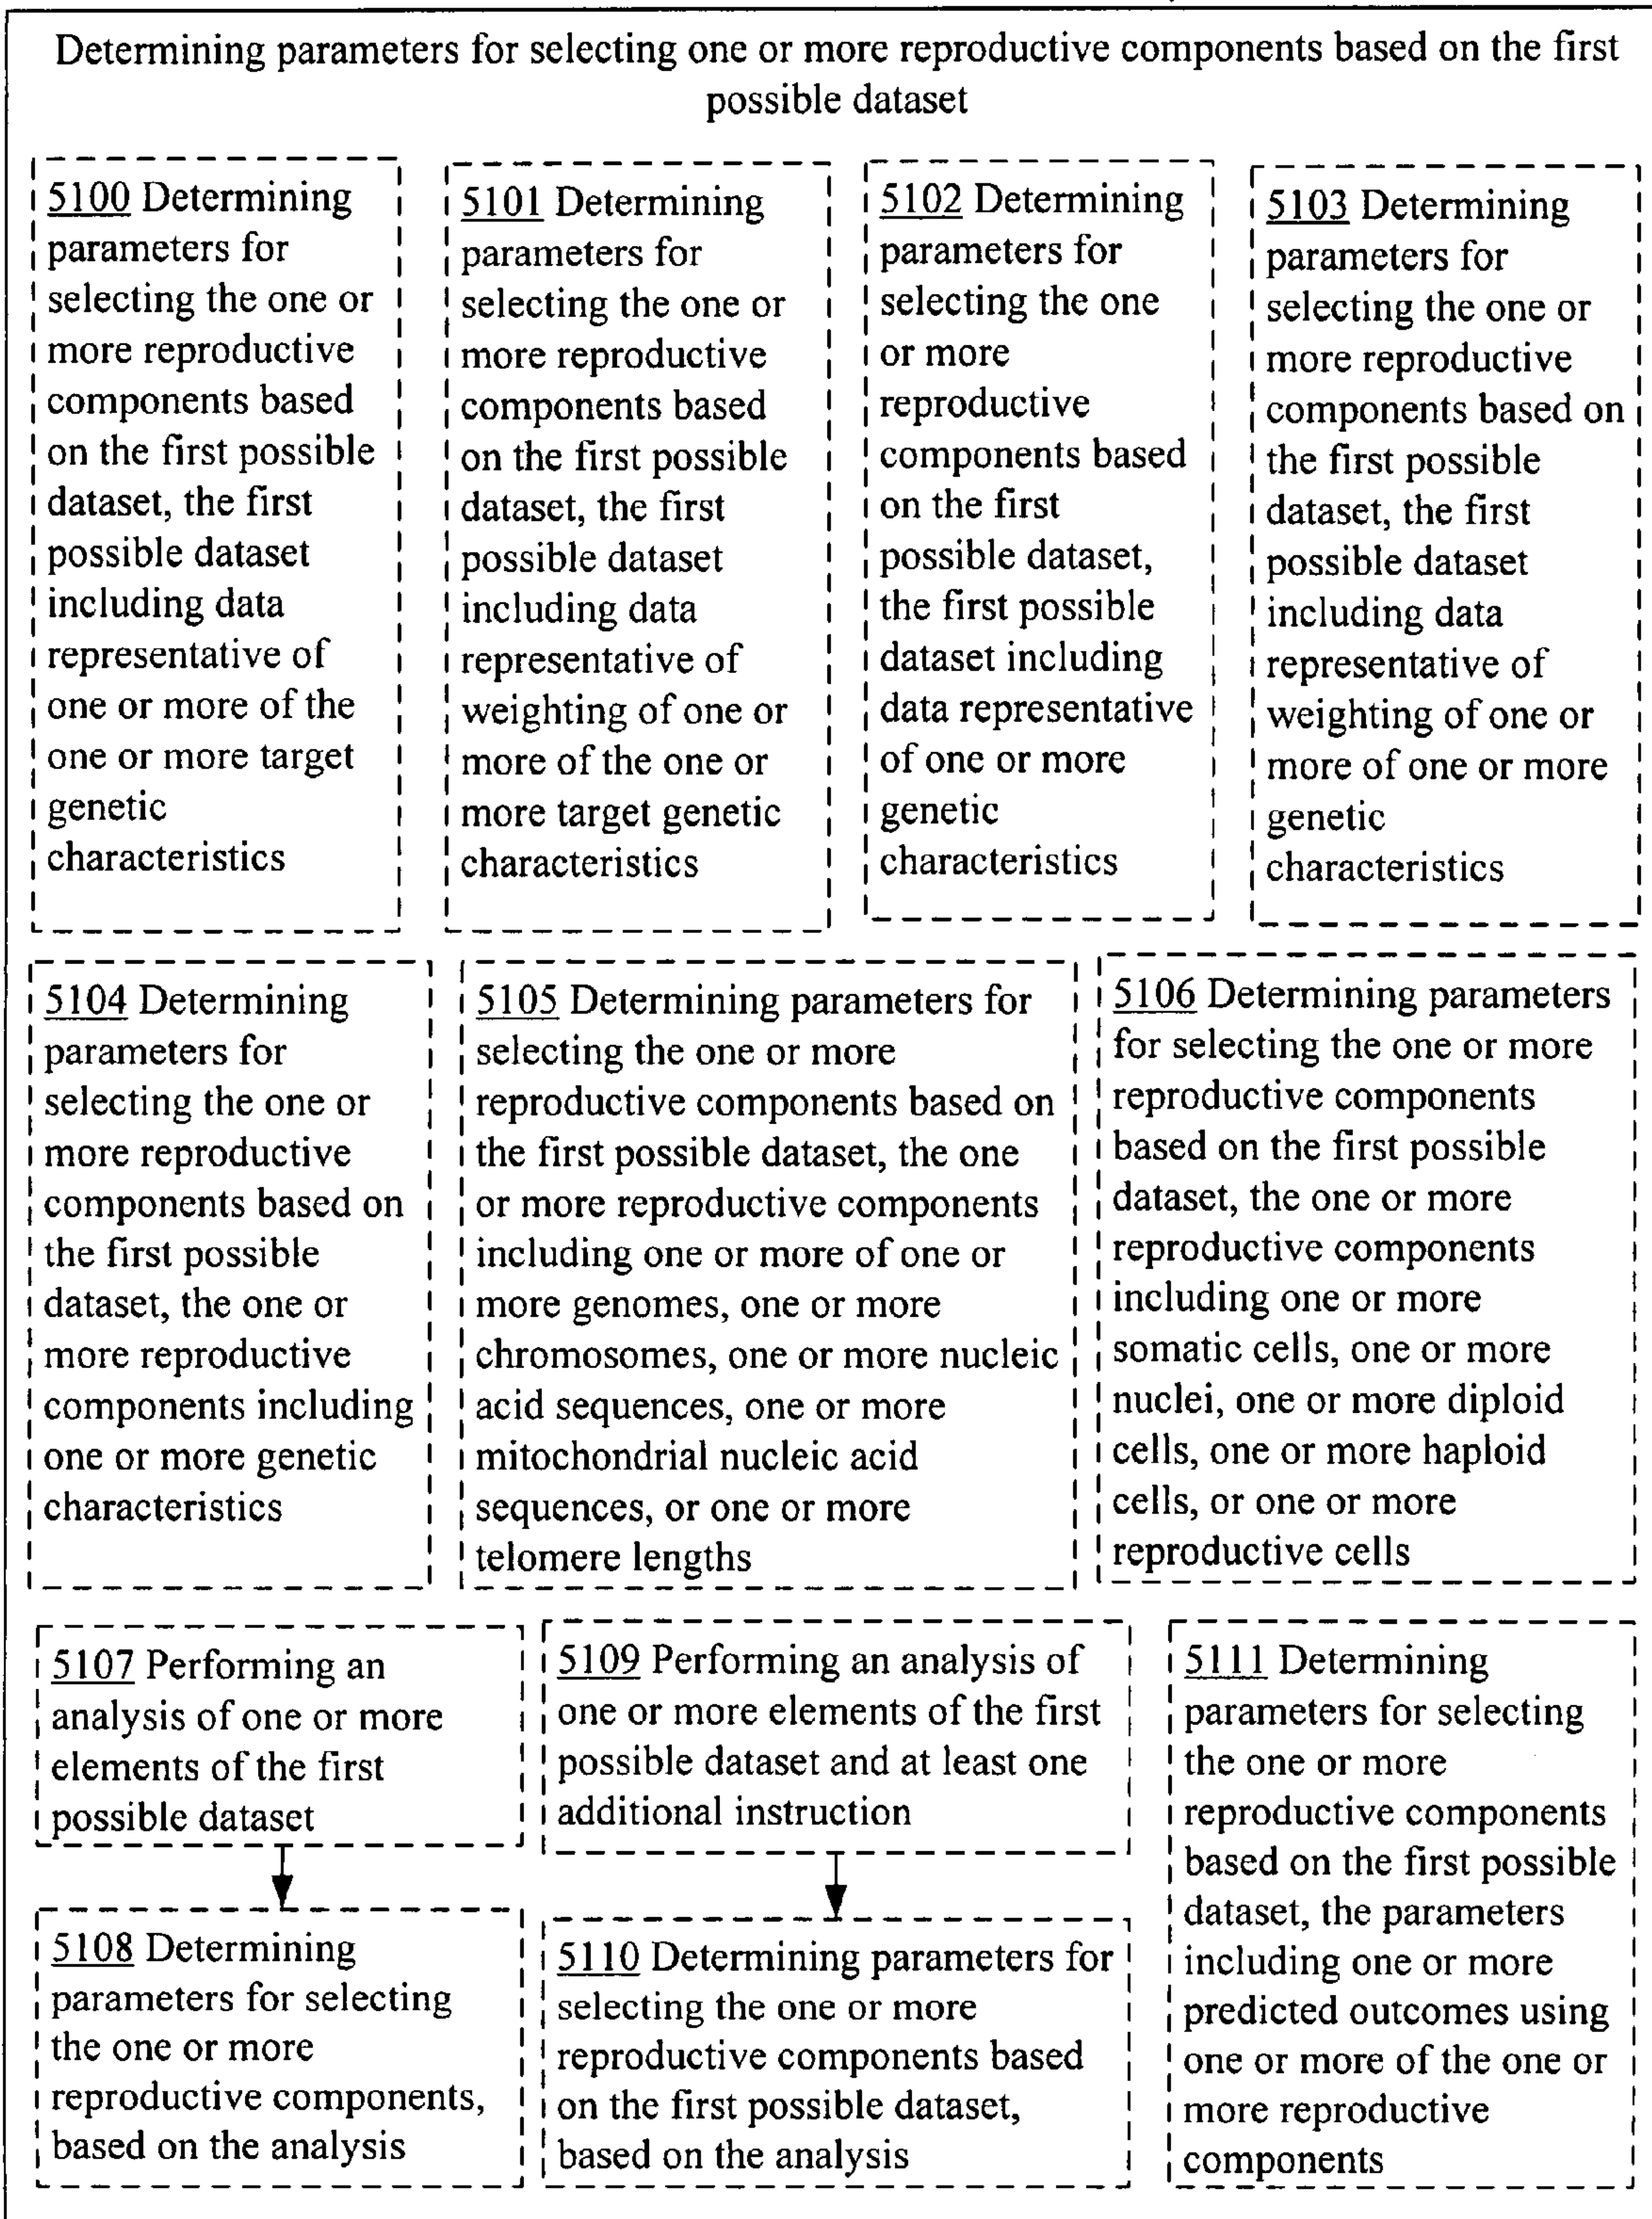 Determining parameters for selecting one or more reproductive components based on the first
possible dataset
5100 Determining
parameters for
selecting the one or
more reproductive
components based
on the first possible
dataset, the first
possible dataset
including data
representative of
one or more of the
one or more target
genetic
characteristics
5101 Determining
parameters for
selecting the one or
more reproductive
components based
on the first possible
dataset, the first
possible dataset
including data
representative of
weighting of one or
more of the one or
more target genetic
characteristics
5102 Determining
parameters for
selecting the one
or more
reproductive
components based
on the first
possible dataset,
the first possible
dataset including
data representative
of one or more
genetic
characteristics
5103 Determining
parameters for
selecting the one or
more reproductive
components based on
the first possible
dataset, the first
possible dataset
including data
representative of
weighting of one or
more of one or more
genetic
characteristics
5104 Determining
parameters for
selecting the one or
more reproductive
components based on
the first possible
dataset, the one or
more reproductive
components including
one or more genetic
characteristics
5105 Determining parameters for
selecting the one or more
reproductive components based on
the first possible dataset, the one
or more reproductive components
including one or more of one or
more genomes, one or more
chromosomes, one or more nucleic
acid sequences, one or more
mitochondrial nucleic acid
sequences, or one or more
telomere lengths
5106 Determining parameters
for selecting the one or more
reproductive components
based on the first possible
dataset, the one or more
reproductive components
including one or more
somatic cells, one or more
nuclei, one or more diploid
cells, one or more haploid
cells, or one or more
reproductive cells
5107 Performing an
analysis of one or more
elements of the first
possible dataset
5108 Determining
parameters for selecting
the one or more
reproductive components,
based on the analysis
5109 Performing an analysis of
one or more elements of the first
possible dataset and at least one
additional instruction
5110 Determining parameters for
selecting the one or more
reproductive components based
on the first possible dataset,
based on the analysis
5111 Determining
parameters for selecting
the one or more
reproductive components
based on the first possible
dataset, the parameters
including one or more
predicted outcomes using
one or more of the one or
more reproductive
components